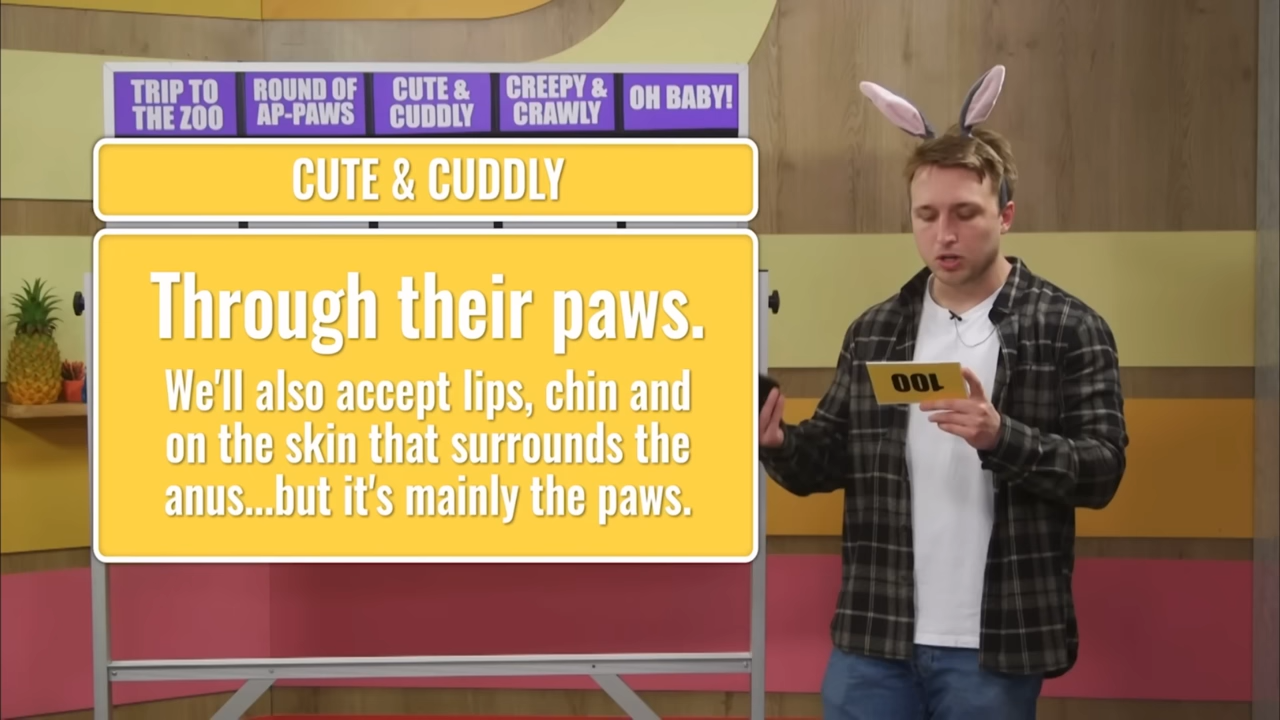 TRIP TO
THE ZOO
ROUND OF
AP-PAWS
CUTE &
CUDDLY
CREEPY &
CRAWLY
OH BABY!
CUTE & CUDDLY
Through their paws.
We'll also accept lips, chin and
on the skin that surrounds the
anus...but it's mainly the paws.
100